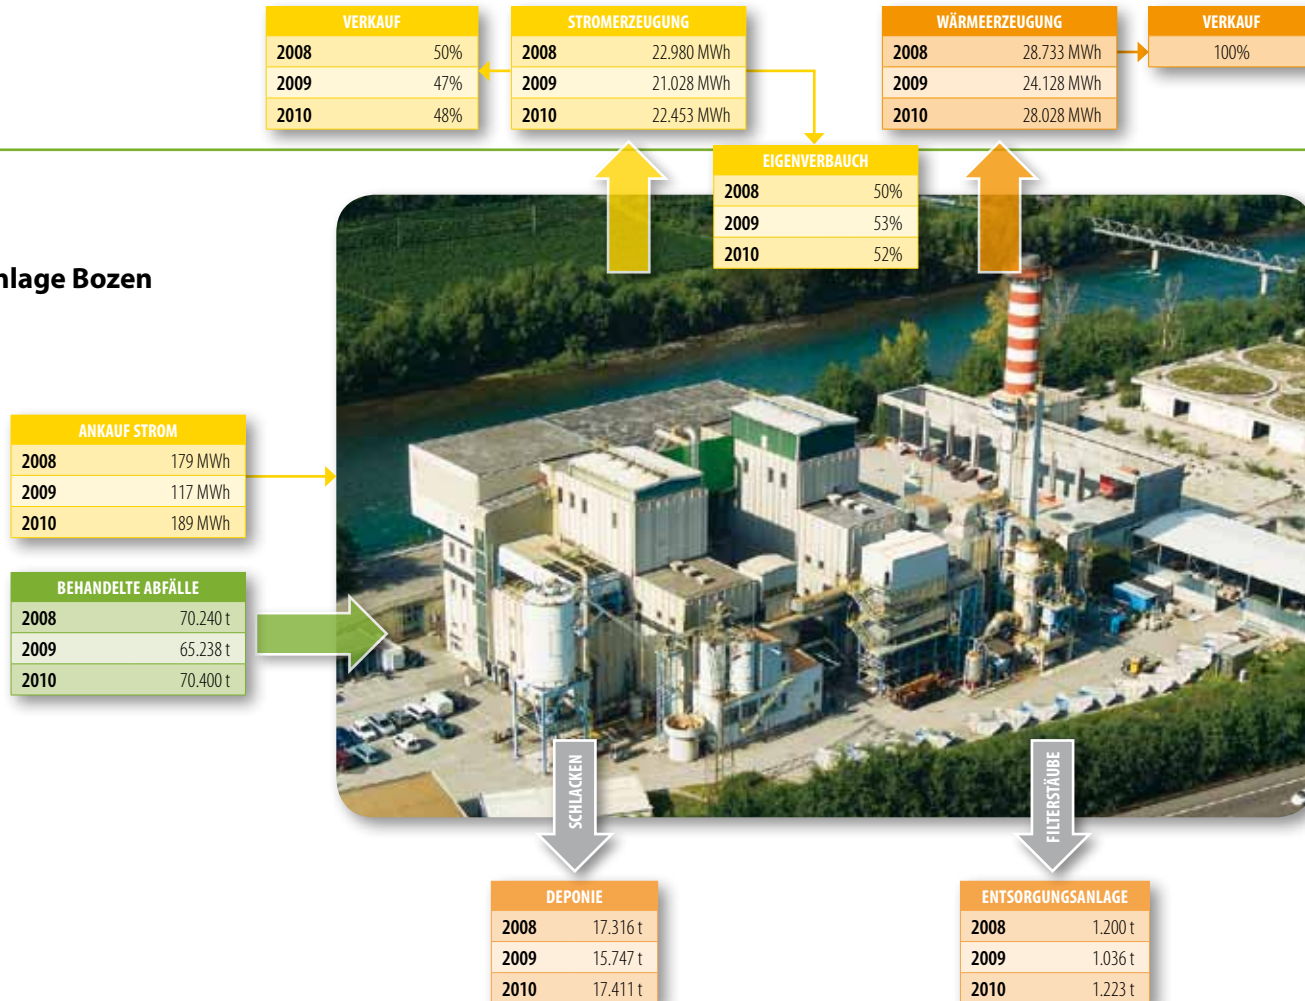 VERKAUF
2008 50%
2009 47%
2010 48%
STROMERZEUGUNG
2008 22.980 MWh
2009 21.028 MWh
2010 22.453 MWh
WÄRMEERZEUGUNG
2008 28.733 MWh
2009 24.128 MWh
2010 28.028 MWh
VERKAUF
100%
EIGENVERBAUCH
2008 50%
2009 53%
2010 52%
nlage Bozen
ANKAUF STROM
2008 179 MWh
2009 117 MWh
2010 189 MWh
BEHANDELTE ABFÄLLE
2008 70.240 t
2009 65.238 t
2010 70.400 t
SCHLACKEN
FILTERSTÄUBE
DEPONIE
2008 17.316 t
2009 15.747 t
2010 17.411 t
ENTSORGUNGSANLAGE
2008 1.200 t
2009 1.036 t
2010 1.223 t